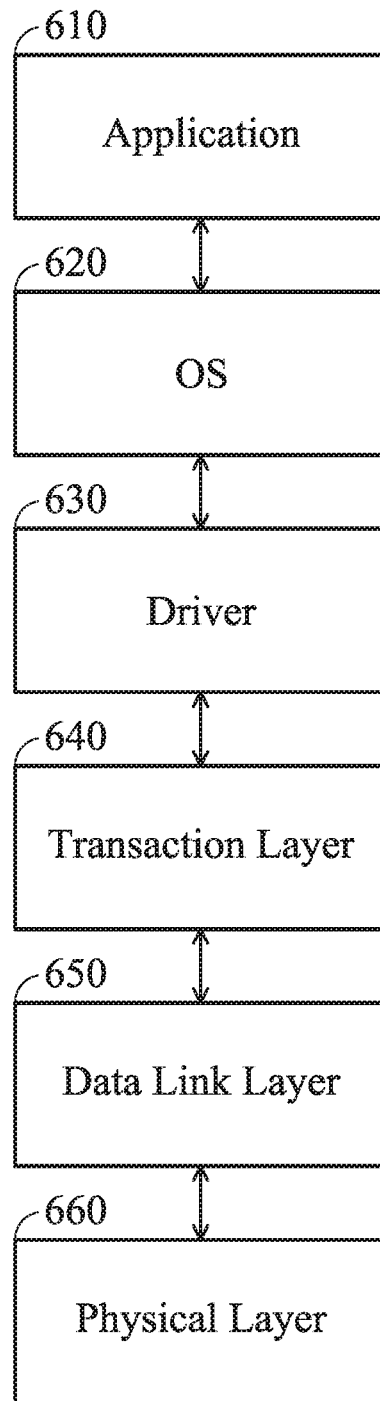 610
Application
620
OS
630
Driver
640
Transaction Layer
650
Data Link Layer
660
Physical Layer